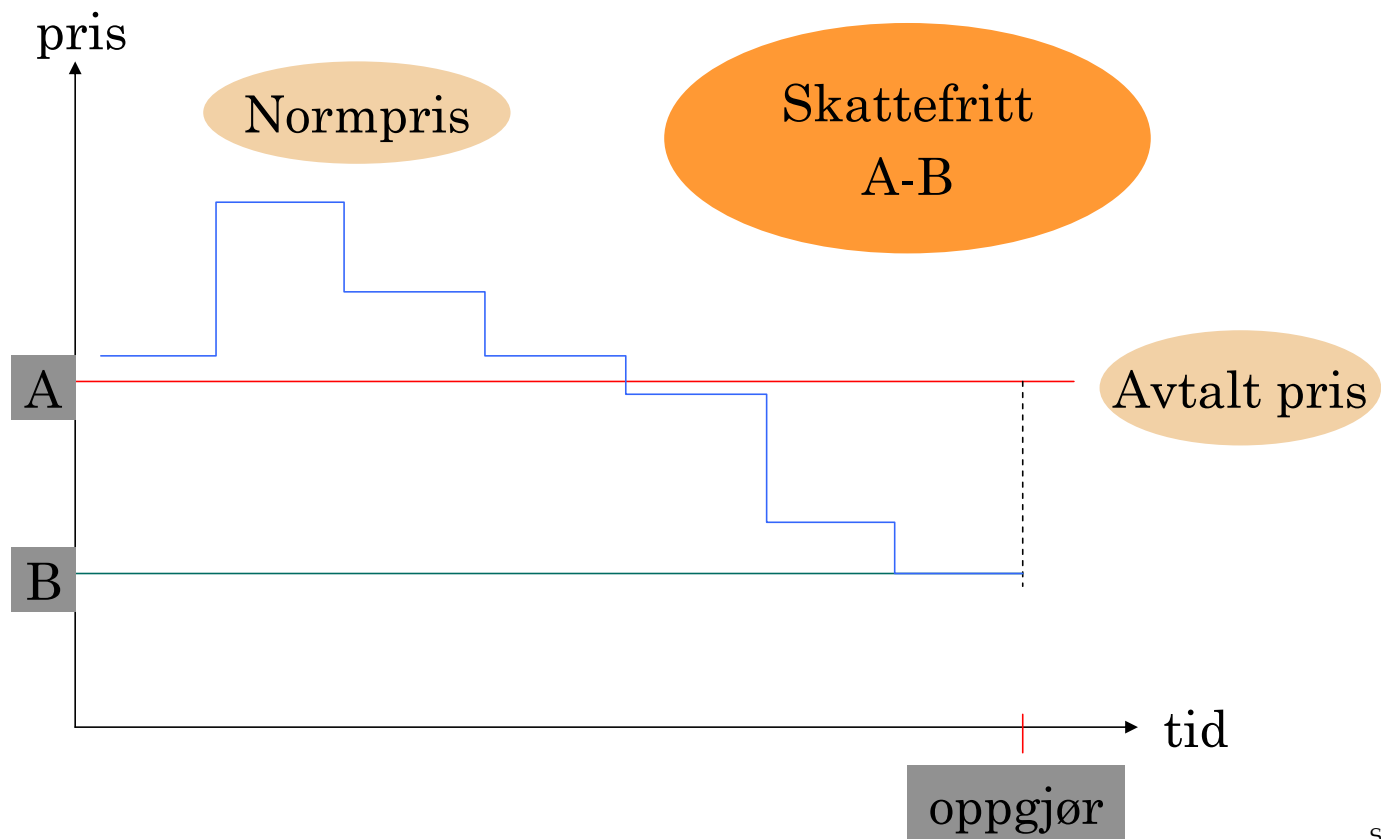 pris
Normpris
Skattefritt
A-B
A
Avtalt pris
B
tid
oppgjør
s